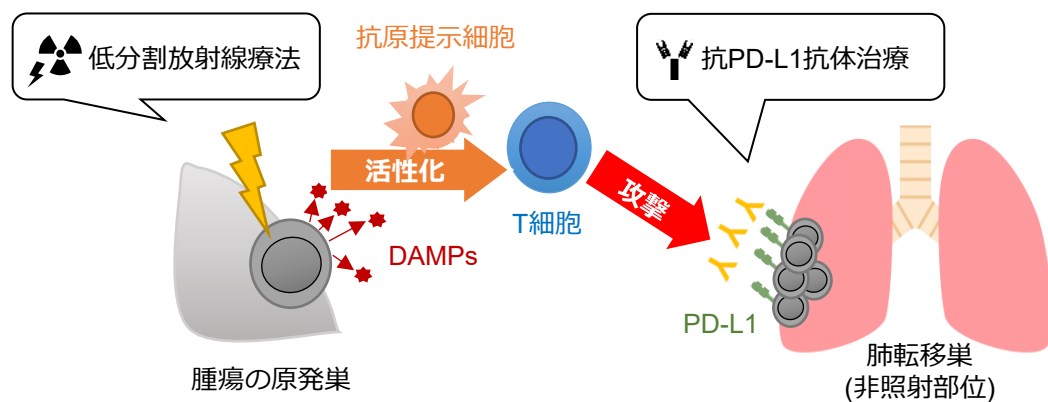 低分割放射線療法
抗原提示細胞
抗PD-L1抗体治療
活性化
攻撃
T細胞
DAMPs
PD-L1
腫瘍の原発巣
肺転移巣
(非照射部位)